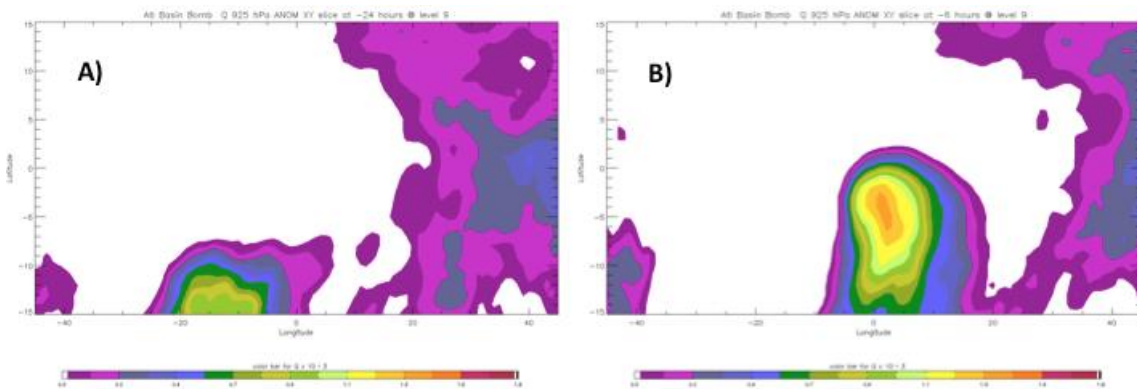 Atl Basin Bomb Q 925 hPa ANOM XY slice at -24 hours @ level 9
A)
15
10
5
0
-5
-10
-15
Latitude
-40 -20 0 20 40
Longitude
color bar for Q x 10 - 3
Atl Basin Bomb Q 925 hPa ANOM XY slice at -6 hours @ level 9
B)
15
10
5
0
-5
-10
-15
Latitude
-40 -20 0 20 40
Longitude
color bar for Q x 10 - 3